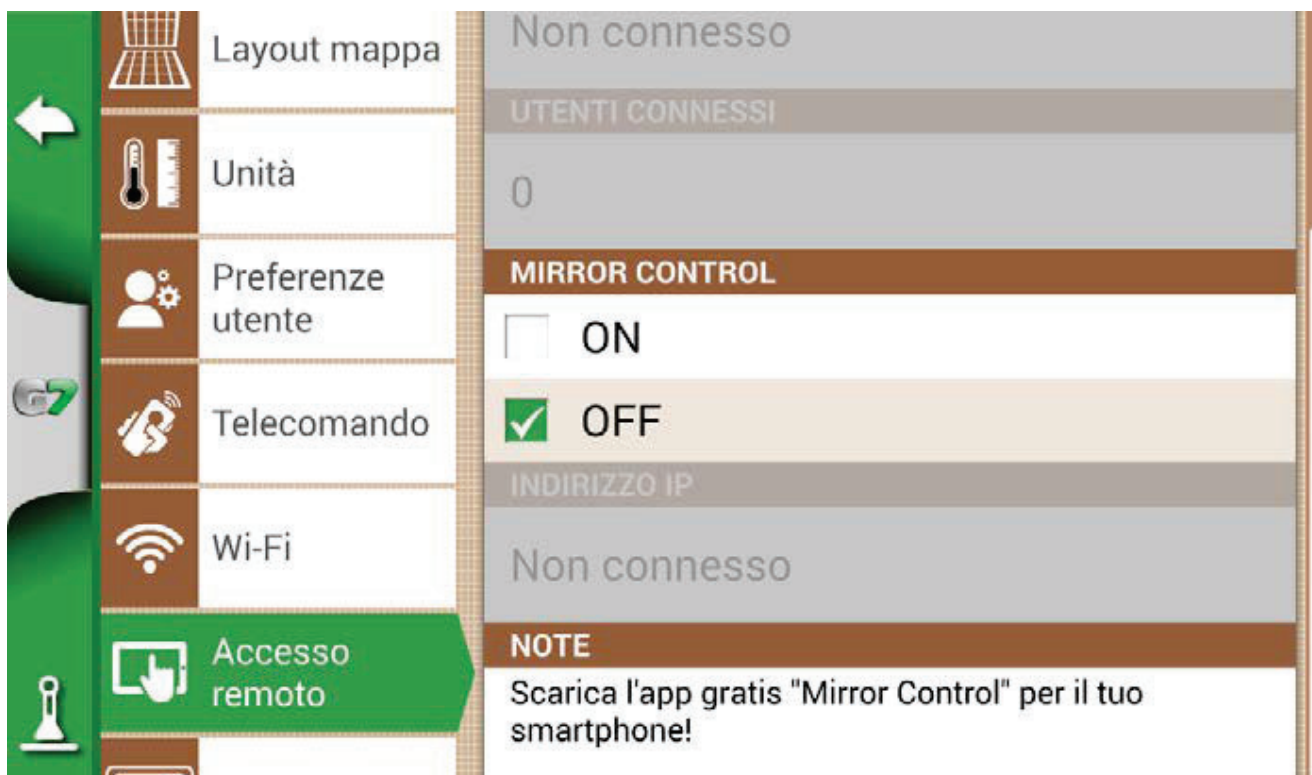 Layout mappa
Unità
Preferenze
utente
G7
Telecomando
Wi-Fi
Accesso
remoto
Non connesso
UTENTI CONNESSI
0
MIRROR CONTROL
ON
OFF
INDIRIZZO IP
Non connesso
NOTE
Scarica l'app gratis "Mirror Control" per il tuo
smartphone!